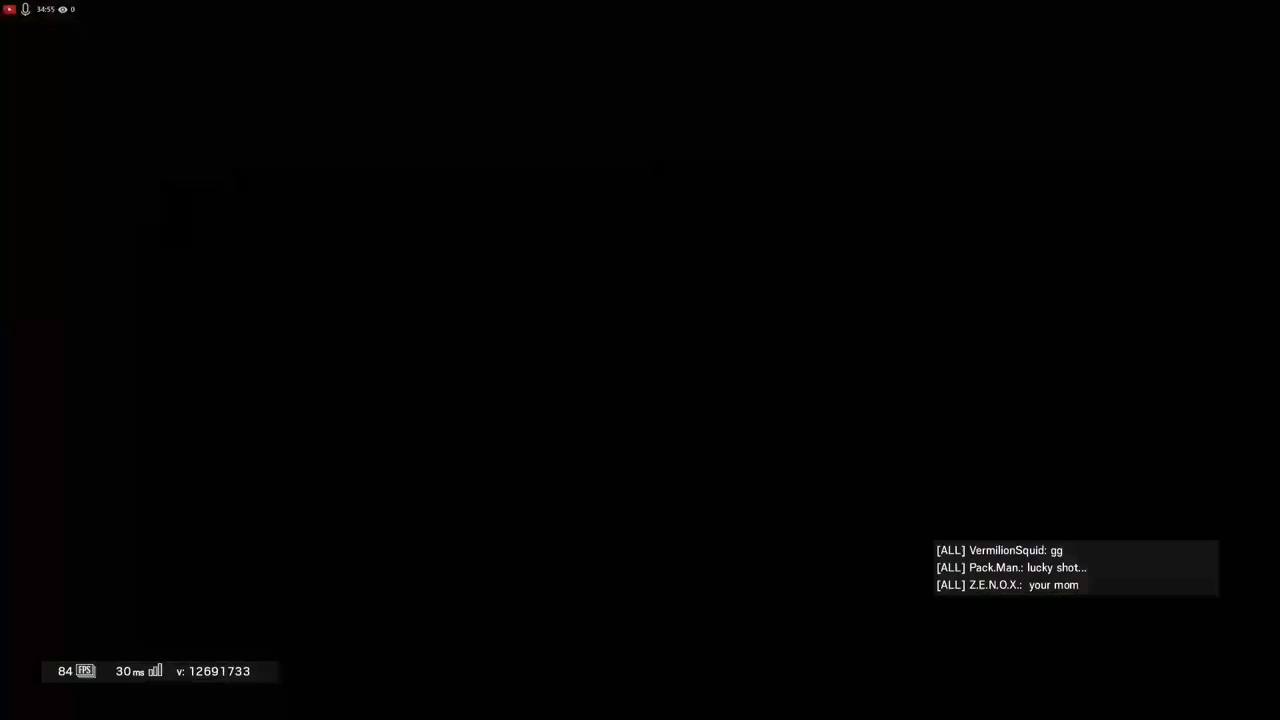 34:55 0
[ALL] VermilionSquid: gg
[ALL] Pack.Man.: lucky shot...
[ALL] Z.E.N.O.X.: your mom
84 FPS 30 ms v: 12691733